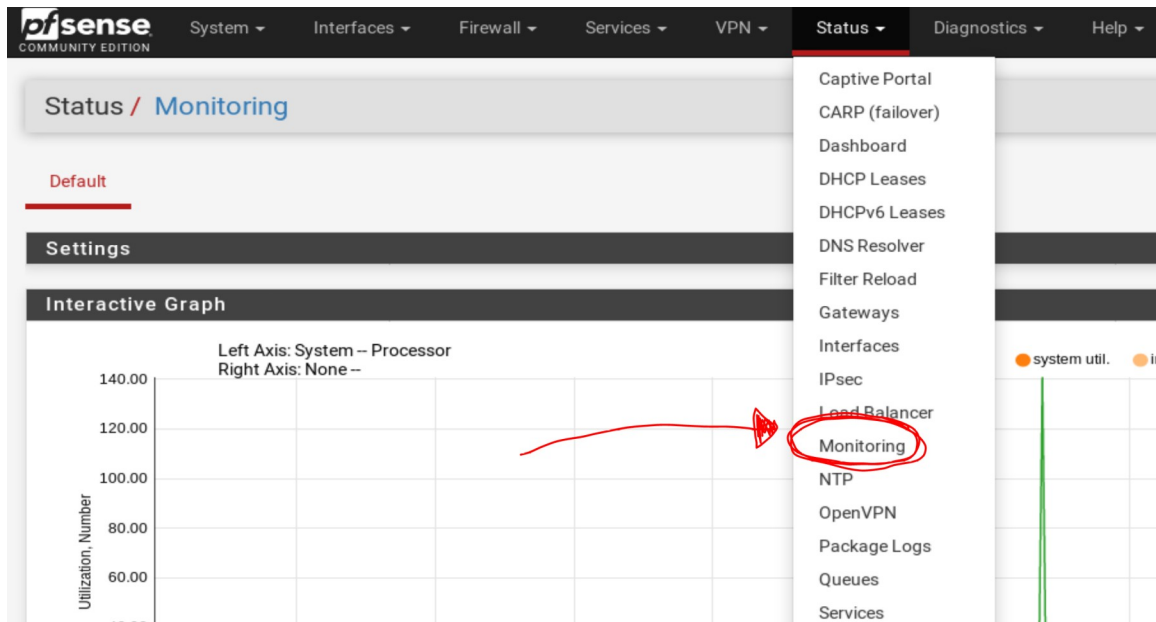 pfsense
COMMUNITY EDITION
System Interfaces Firewall Services VPN Status Diagnostics Help
Status / Monitoring
Default
Settings
Interactive Graph
Left Axis: System -- Processor
Right Axis: None --
system util.
140.00
120.00
100.00
80.00
60.00
Utilization, Number
Captive Portal
CARP (failover)
Dashboard
DHCP Leases
DHCPv6 Leases
DNS Resolver
Filter Reload
Gateways
Interfaces
IPsec
Load Balancer
Monitoring
NTP
OpenVPN
Package Logs
Queues
Services